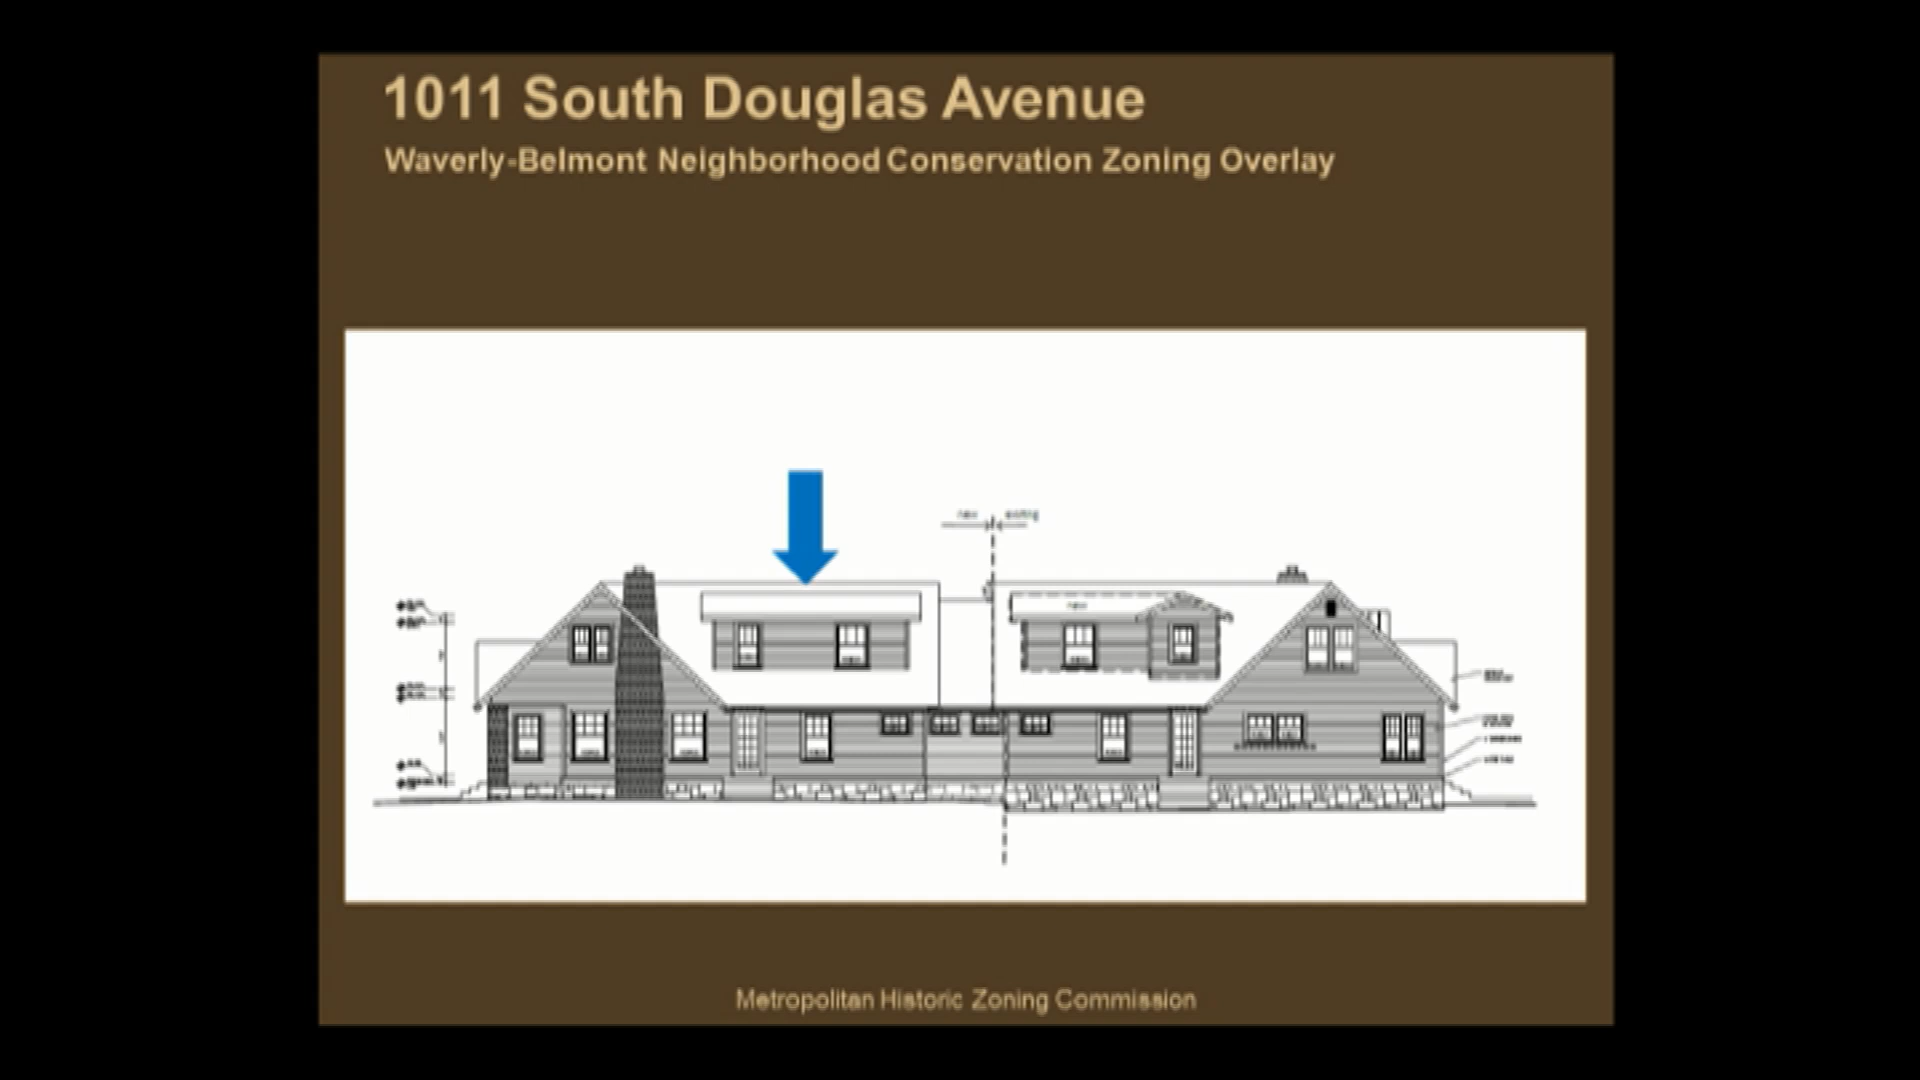 1011 South Douglas Avenue
Waverly-Belmont Neighborhood Conservation Zoning Overlay
new existing
new
Metropolitan Historic Zoning Commission